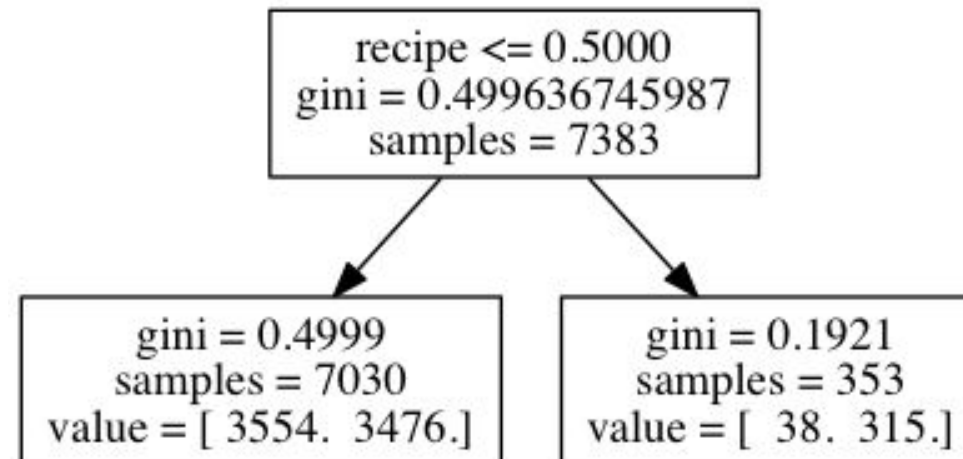 recipe <= 0.5000
gini = 0.499636745987
samples = 7383
gini = 0.4999
samples = 7030
value = [ 3554.  3476.]
gini = 0.1921
samples = 353
value = [  38.  315.]